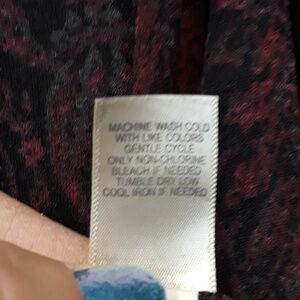 MACHINE WASH COLD
WITH LIKE COLORS
GENTLE CYCLE
ONLY NON-CHLORINE
BLEACH IF NEEDED
TUMBLE DRY LOW
COOL IRON IF NEEDED